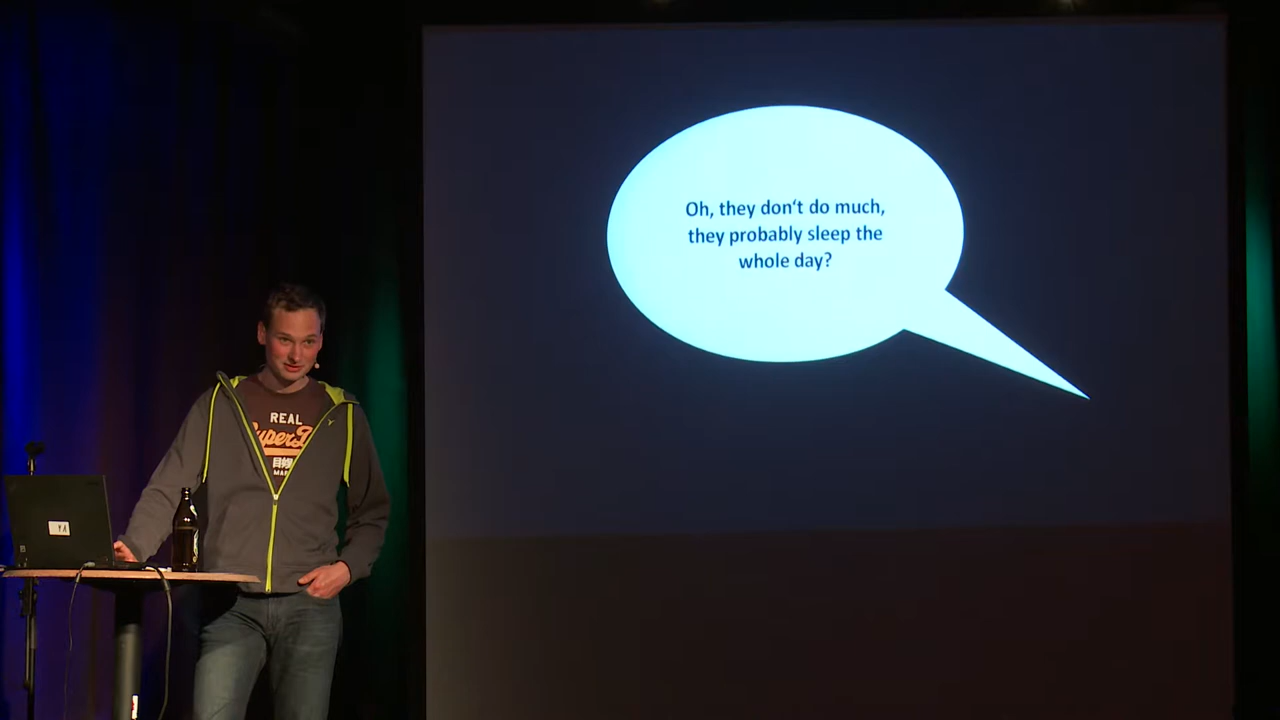 Oh, they don‘t do much,
they probably sleep the
whole day?
REAL